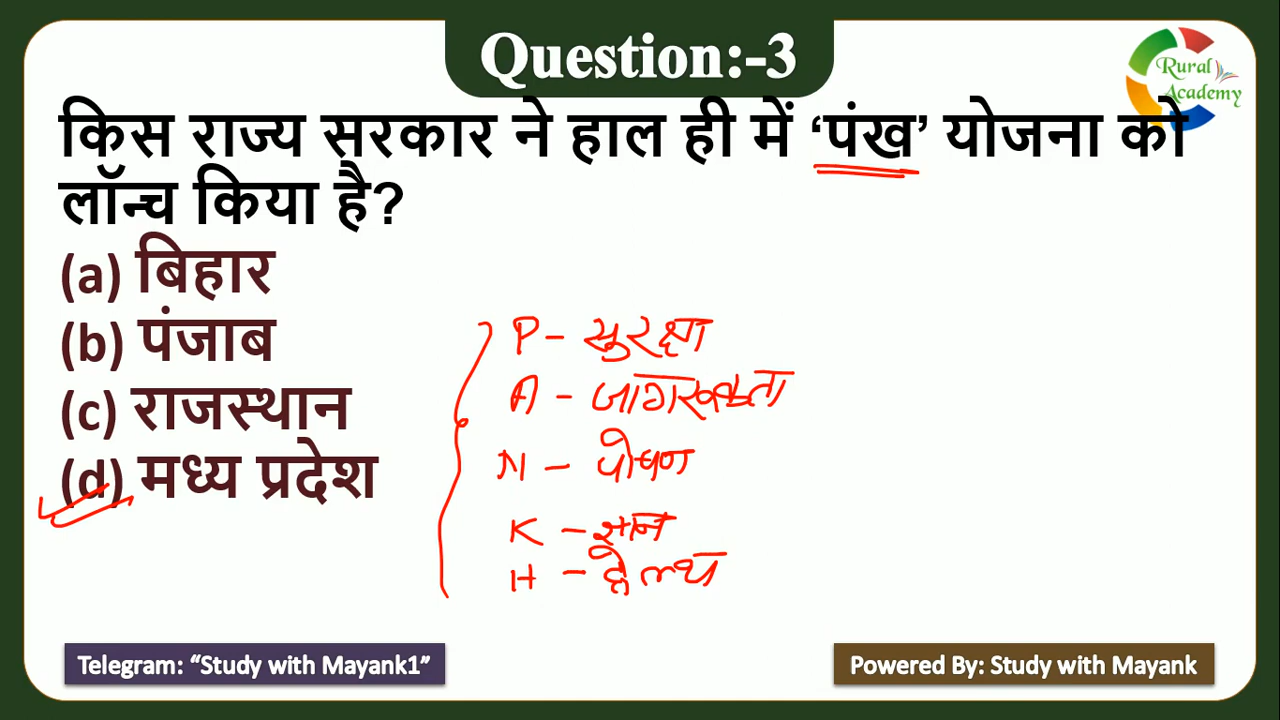 Question:-3
Rural
Academy
किस राज्य सरकार ने हाल ही में ‘पंख’ योजना को
लॉन्च किया है?
(a) बिहार
(b) पंजाब
(c) राजस्थान
(d) मध्य प्रदेश
P - सुरक्षा
A - जागरूकता
N - पोषण
K - ज्ञान
H - हेल्थ
Telegram: “Study with Mayank1”
Powered By: Study with Mayank